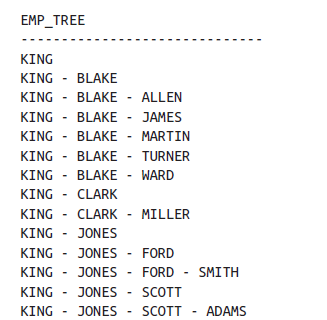 EMP_TREE
------------------------------
KING
KING - BLAKE
KING - BLAKE - ALLEN
KING - BLAKE - JAMES
KING - BLAKE - MARTIN
KING - BLAKE - TURNER
KING - BLAKE - WARD
KING - CLARK
KING - CLARK - MILLER
KING - JONES
KING - JONES - FORD
KING - JONES - FORD - SMITH
KING - JONES - SCOTT
KING - JONES - SCOTT - ADAMS